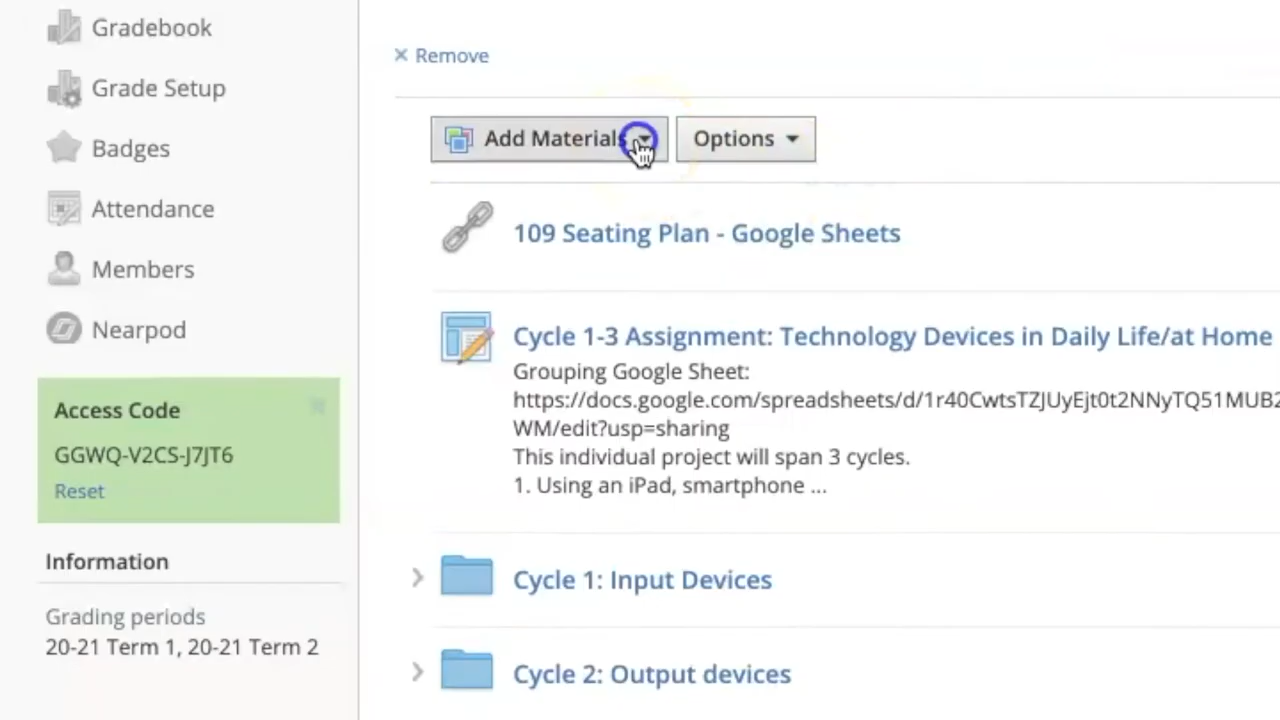 Gradebook
Grade Setup
Badges
Attendance
Members
Nearpod
Access Code
GGWQ-V2CS-J7JT6
Reset
Information
Grading periods
20-21 Term 1, 20-21 Term 2
× Remove
Add Materials
Options
109 Seating Plan - Google Sheets
Cycle 1-3 Assignment: Technology Devices in Daily Life/at Home
Grouping Google Sheet:
https://docs.google.com/spreadsheets/d/1r40CwtsTZJUyEjt0t2NNyTQ51MUB2
WM/edit?usp=sharing
This individual project will span 3 cycles.
1. Using an iPad, smartphone ...
Cycle 1: Input Devices
Cycle 2: Output devices